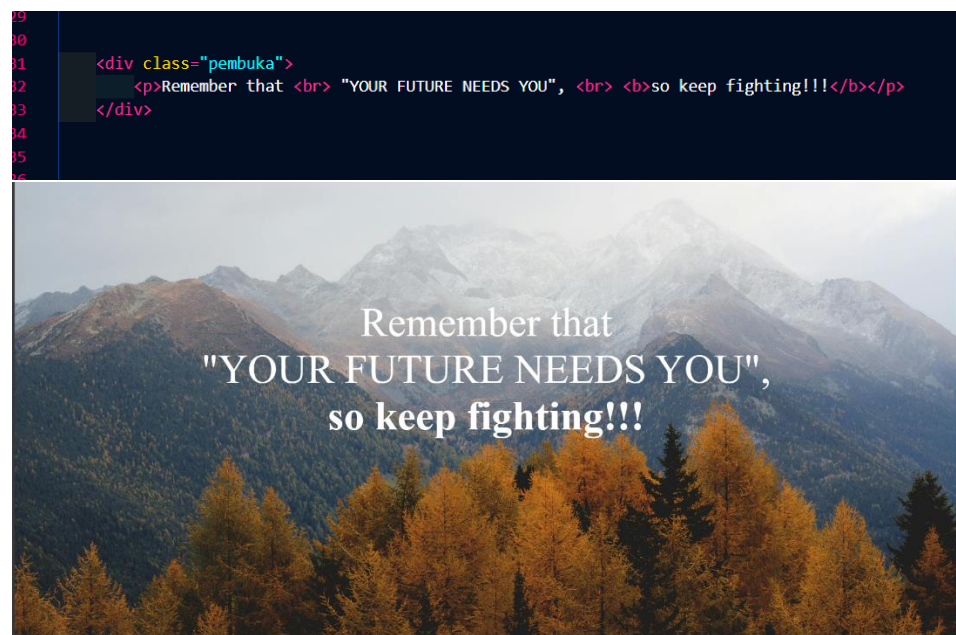 29
30
31 <div class="pembuka">
32 <p>Remember that <br> "YOUR FUTURE NEEDS YOU", <br> <b>so keep fighting!!!</b></p>
33 </div>
34
35
36
Remember that
"YOUR FUTURE NEEDS YOU",
so keep fighting!!!